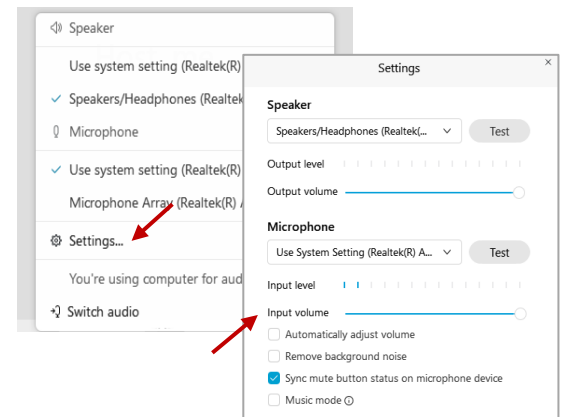 Speaker
Use system setting (Realtek(R)
Speakers/Headphones (Realtek
Microphone
Use system setting (Realtek(R)
Microphone Array (Realtek(R) A
Settings...
You're using computer for aud
Switch audio
Settings
Speaker
Speakers/Headphones (Realtek(...
Test
Output level
Output volume
Microphone
Use System Setting (Realtek(R) A...
Test
Input level
Input volume
Automatically adjust volume
Remove background noise
Sync mute button status on microphone device
Music mode